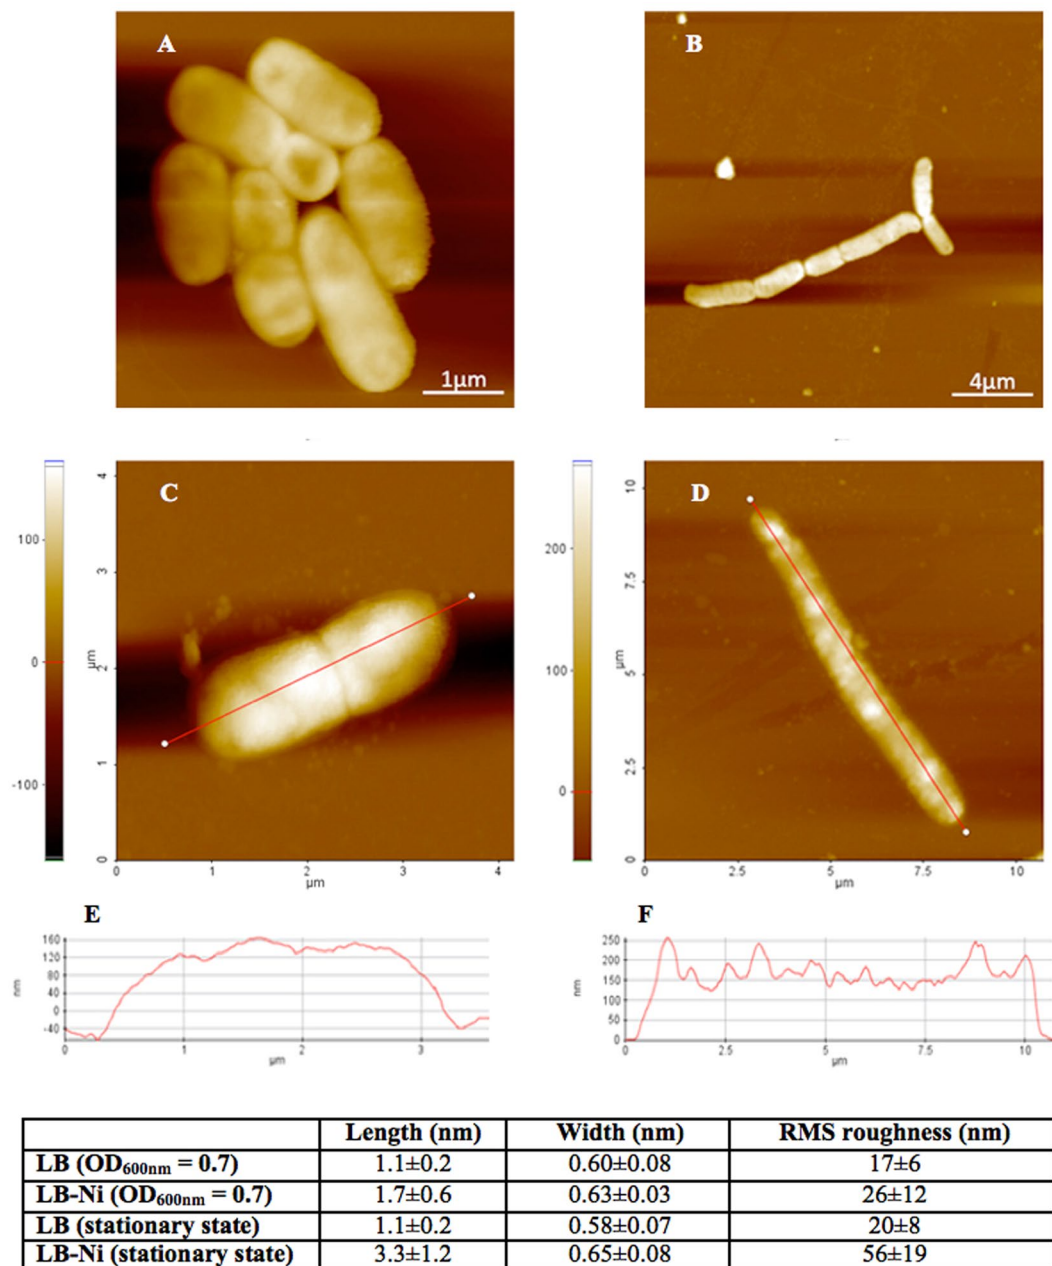 A
B
1µm
4µm
C
D
100
0
-100
4
3
2
1
0
µm
0
1
2
3
4
µm
200
100
0
10
7.5
5
2.5
0
µm
0
2.5
5
7.5
10
µm
E
F
160
120
80
40
0
-40
nm
0
1
2
3
µm
250
200
150
100
50
0
nm
0
2.5
5
7.5
10
µm
Length (nm) Width (nm) RMS roughness (nm)
LB (OD600nm = 0.7) 1.1±0.2 0.60±0.08 17±6
LB-Ni (OD600nm = 0.7) 1.7±0.6 0.63±0.03 26±12
LB (stationary state) 1.1±0.2 0.58±0.07 20±8
LB-Ni (stationary state) 3.3±1.2 0.65±0.08 56±19